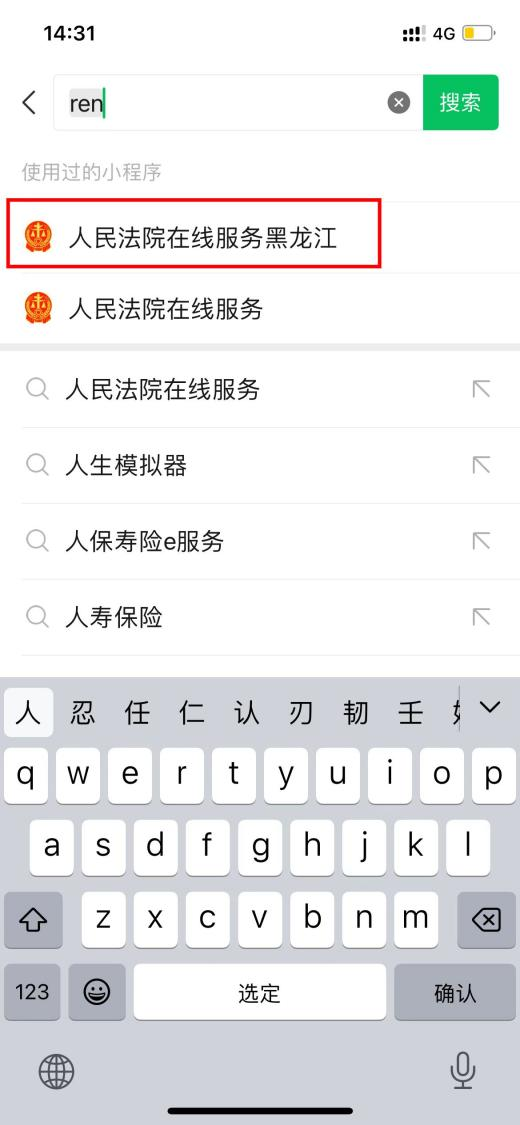 14:31 4G
ren 搜索
使用过的小程序
人民法院在线服务黑龙江
人民法院在线服务
人民法院在线服务
人生模拟器
人保寿险e服务
人寿保险
人 忍 任 仁 认 刃 韧 壬
q w e r t y u i o p
a s d f g h j k l
z x c v b n m
123 选定 确认